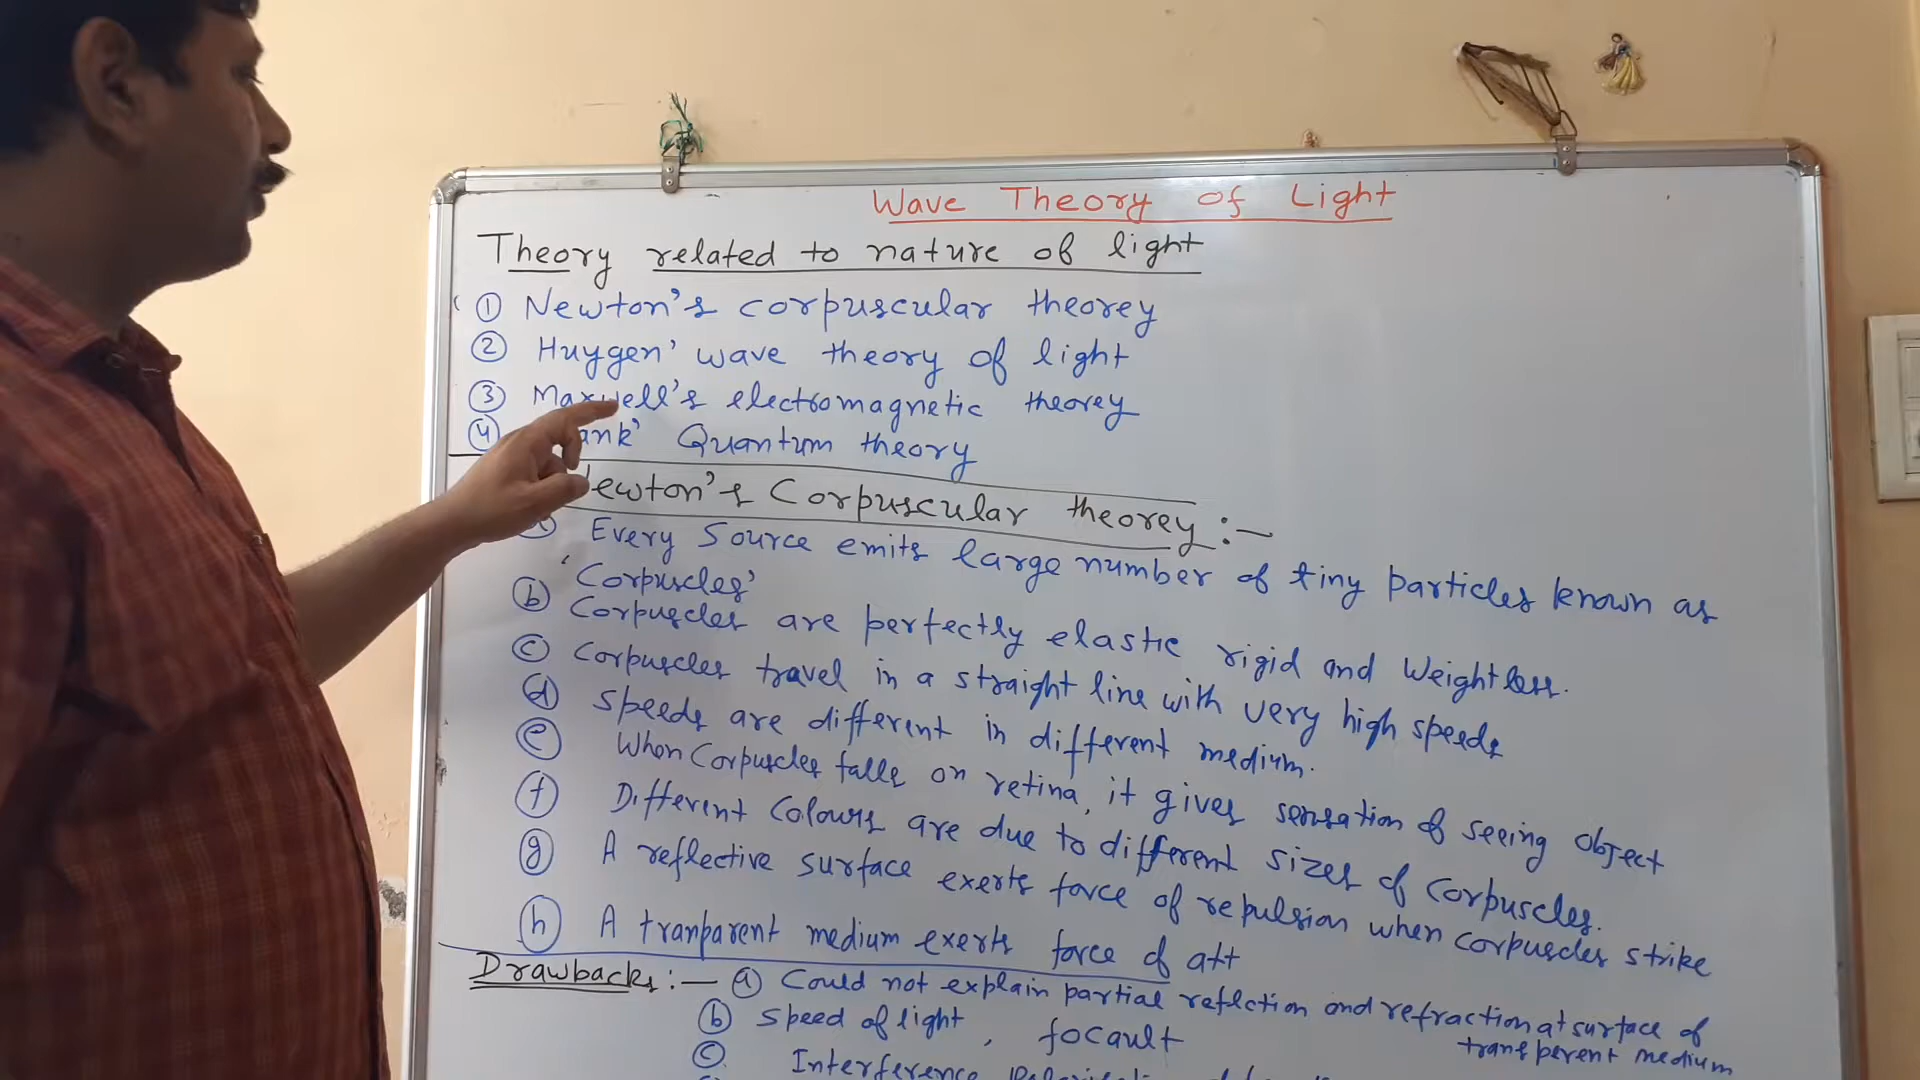 Wave Theory of Light
Theory related to nature of light
① Newton's corpuscular theorey
② Huygen' wave theory of light
③ Maxwell's electromagnetic theorey
④ ank' Quantum theory
ewton's Corpuscular theorey :-
Every Source emits large number of tiny particles known as
'Corpuscles'
ⓑ Corpuscles are perfectly elastic rigid and Weightless.
ⓒ Corpuscles travel in a straight line with very high speeds
ⓓ Speeds are different in different medium.
ⓔ When Corpuscles falls on retina, it gives sensation of seeing object
ⓕ Different Colours are due to different sizes of corpuscles.
ⓖ A reflective surface exerts force of repulsion when corpuscles strike
ⓗ A tranparent medium exerts force of att
Drawbacks :- ⓐ Could not explain partial reflction and refraction at surface of
transperent medium
ⓑ Speed of light, focault
ⓒ Interference